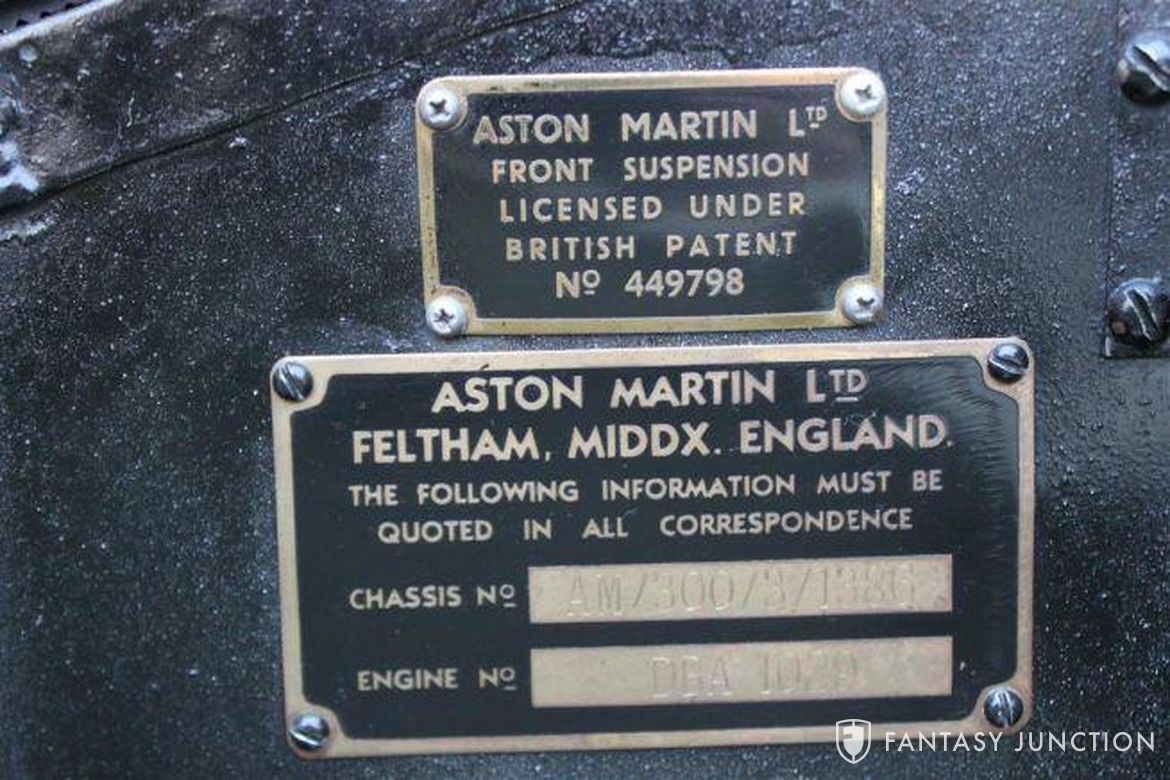 ASTON MARTIN LTD
FRONT SUSPENSION
LICENSED UNDER
BRITISH PATENT
Nº 449798
ASTON MARTIN LTD
FELTHAM, MIDDX. ENGLAND.
THE FOLLOWING INFORMATION MUST BE
QUOTED IN ALL CORRESPONDENCE
CHASSIS Nº
ENGINE Nº DBA
FANTASY JUNCTION